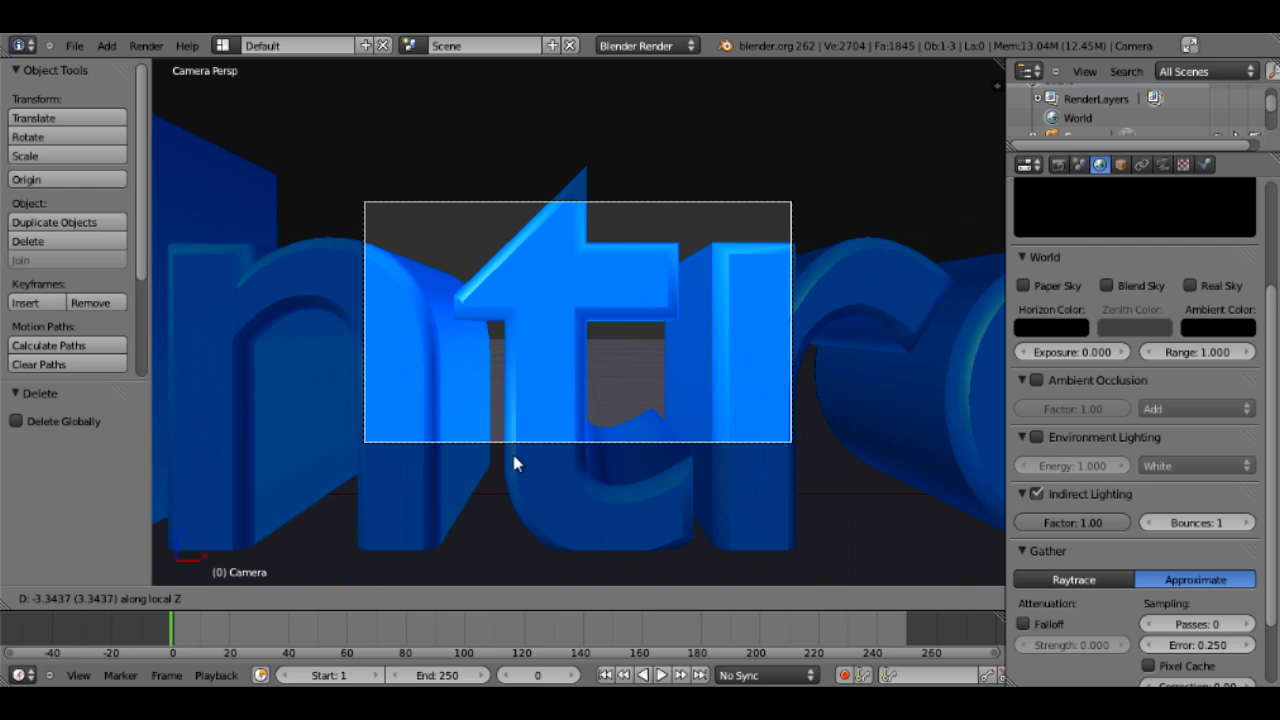 File Add Render Help Default Scene Blender Render blender.org 262 | Ve:2704 | Fa:1845 | Ob:1-3 | La:0 | Mem:13.04M (12.45M) | Camera
Object Tools
Camera Persp
View Search All Scenes
RenderLayers |
World
Transform:
Translate
Rotate
Scale
Origin
Object:
Duplicate Objects
Delete
Join
Keyframes:
Insert Remove
Motion Paths:
Calculate Paths
Clear Paths
Delete
Delete Globally
ntro
(0) Camera
World
Paper Sky Blend Sky Real Sky
Horizon Color: Zenith Color: Ambient Color:
Exposure: 0.000 Range: 1.000
Ambient Occlusion
Factor: 1.00 Add
Environment Lighting
Energy: 1.000 White
Indirect Lighting
Factor: 1.00 Bounces: 1
Gather
Raytrace Approximate
Attenuation: Sampling:
Falloff Passes: 0
Strength: 0.000 Error: 0.250
Pixel Cache
D: -3.3437 (3.3437) along local Z
-40 -20 0 20 40 60 80 100 120 140 160 180 200 220 240 260
View Marker Frame Playback Start: 1 End: 250 0 No Sync